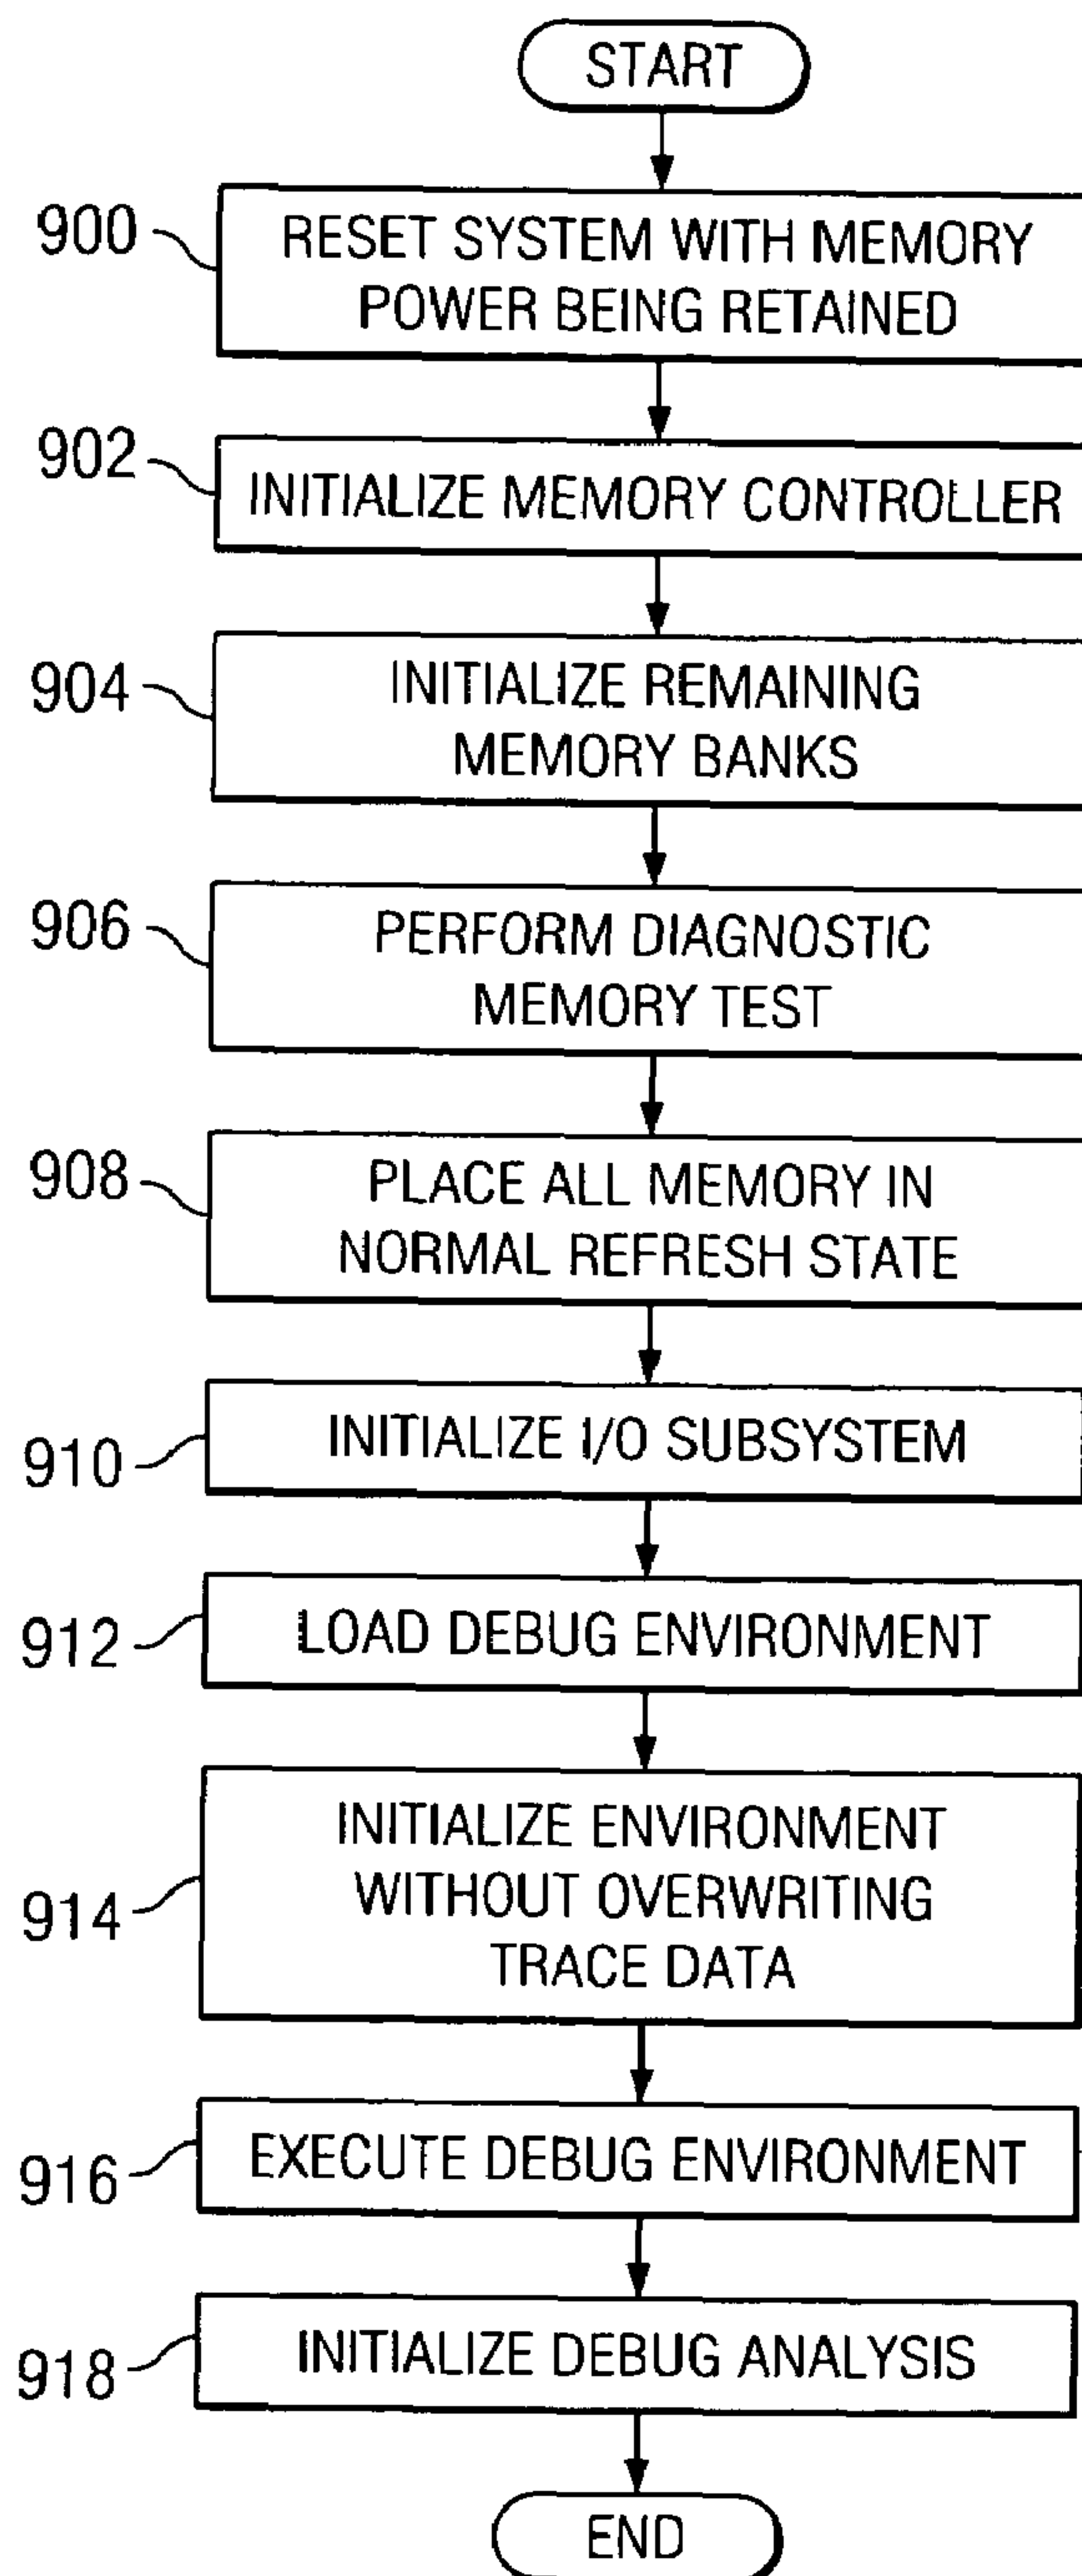 START
900
RESET SYSTEM WITH MEMORY
POWER BEING RETAINED
902
INITIALIZE MEMORY CONTROLLER
904
INITIALIZE REMAINING
MEMORY BANKS
906
PERFORM DIAGNOSTIC
MEMORY TEST
908
PLACE ALL MEMORY IN
NORMAL REFRESH STATE
910
INITIALIZE I/O SUBSYSTEM
912
LOAD DEBUG ENVIRONMENT
914
INITIALIZE ENVIRONMENT
WITHOUT OVERWRITING
TRACE DATA
916
EXECUTE DEBUG ENVIRONMENT
918
INITIALIZE DEBUG ANALYSIS
END